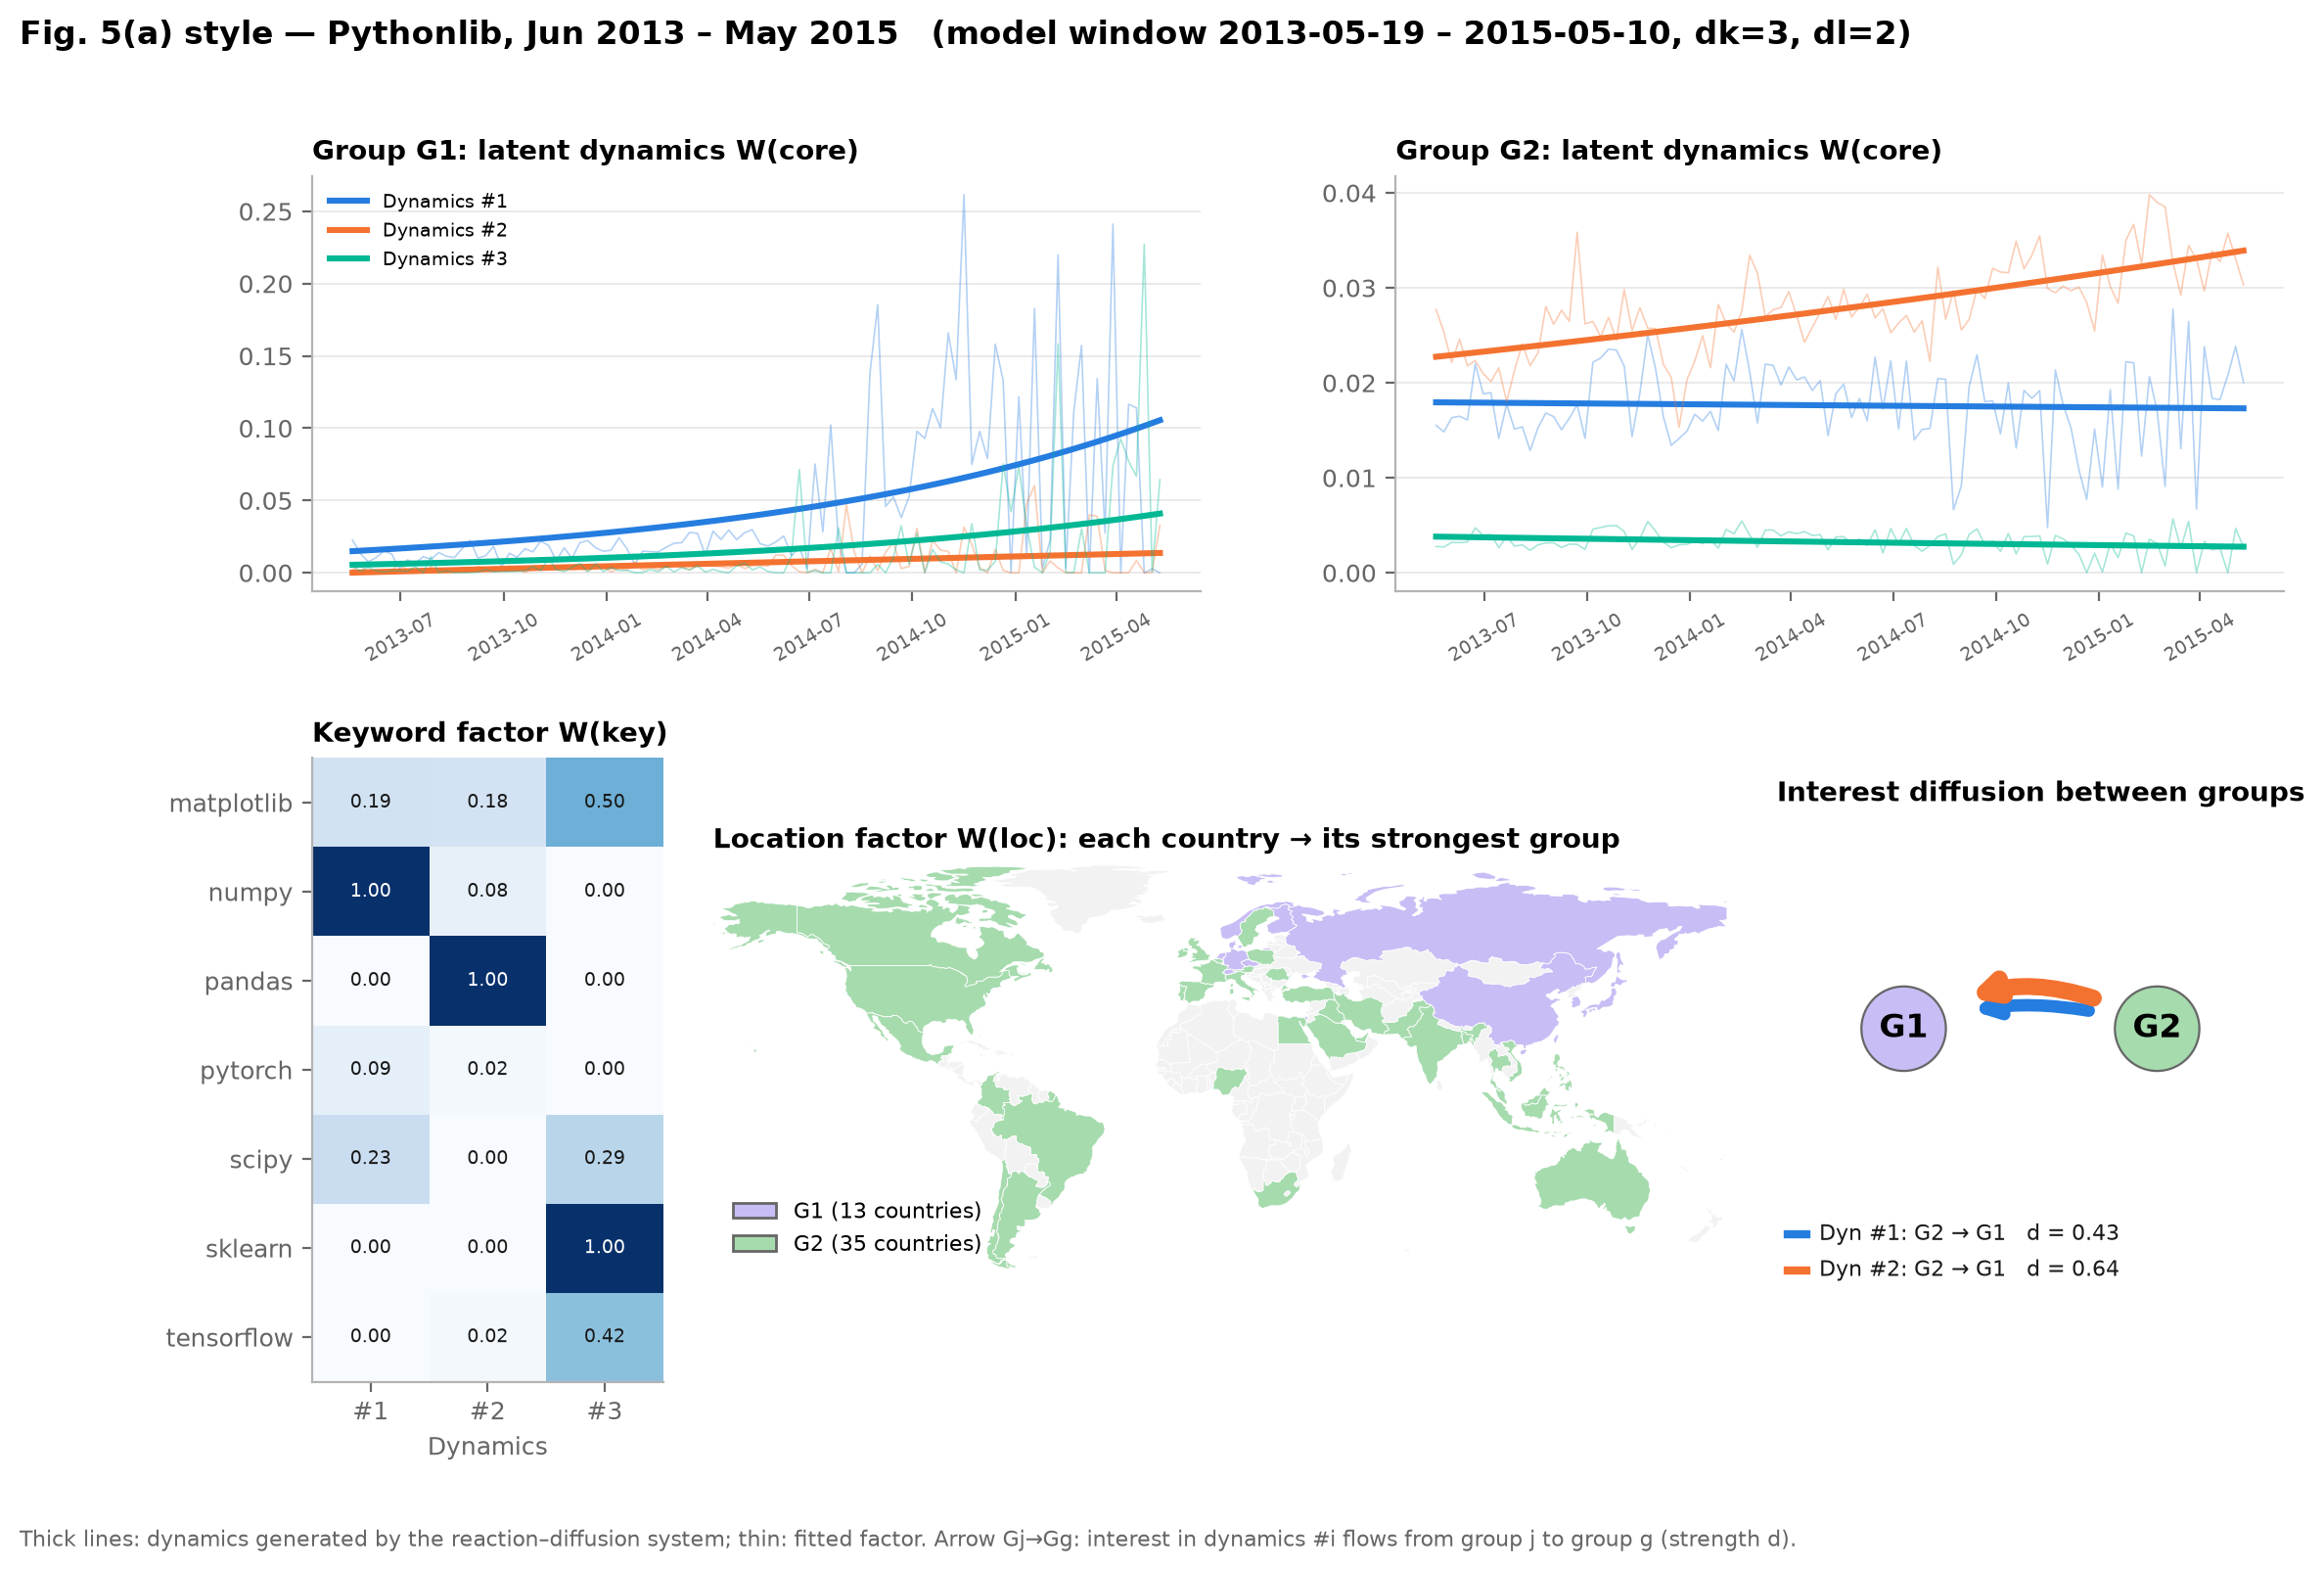 Fig. 5(a) style — Pythonlib, Jun 2013 – May 2015 (model window 2013-05-19 – 2015-05-10, dk=3, dl=2)
Group G1: latent dynamics W(core)
Dynamics #1
Dynamics #2
Dynamics #3
0.25
0.20
0.15
0.10
0.05
0.00
2013-07 2013-10 2014-01 2014-04 2014-07 2014-10 2015-01 2015-04
Group G2: latent dynamics W(core)
0.04
0.03
0.02
0.01
0.00
2013-07 2013-10 2014-01 2014-04 2014-07 2014-10 2015-01 2015-04
Keyword factor W(key)
matplotlib 0.19 0.18 0.50
numpy 1.00 0.08 0.00
pandas 0.00 1.00 0.00
pytorch 0.09 0.02 0.00
scipy 0.23 0.00 0.29
sklearn 0.00 0.00 1.00
tensorflow 0.00 0.02 0.42
#1 #2 #3
Dynamics
Location factor W(loc): each country → its strongest group
G1 (13 countries)
G2 (35 countries)
Interest diffusion between groups
G1 G2
Dyn #1: G2 → G1 d = 0.43
Dyn #2: G2 → G1 d = 0.64
Thick lines: dynamics generated by the reaction–diffusion system; thin: fitted factor. Arrow Gj→Gg: interest in dynamics #i flows from group j to group g (strength d).